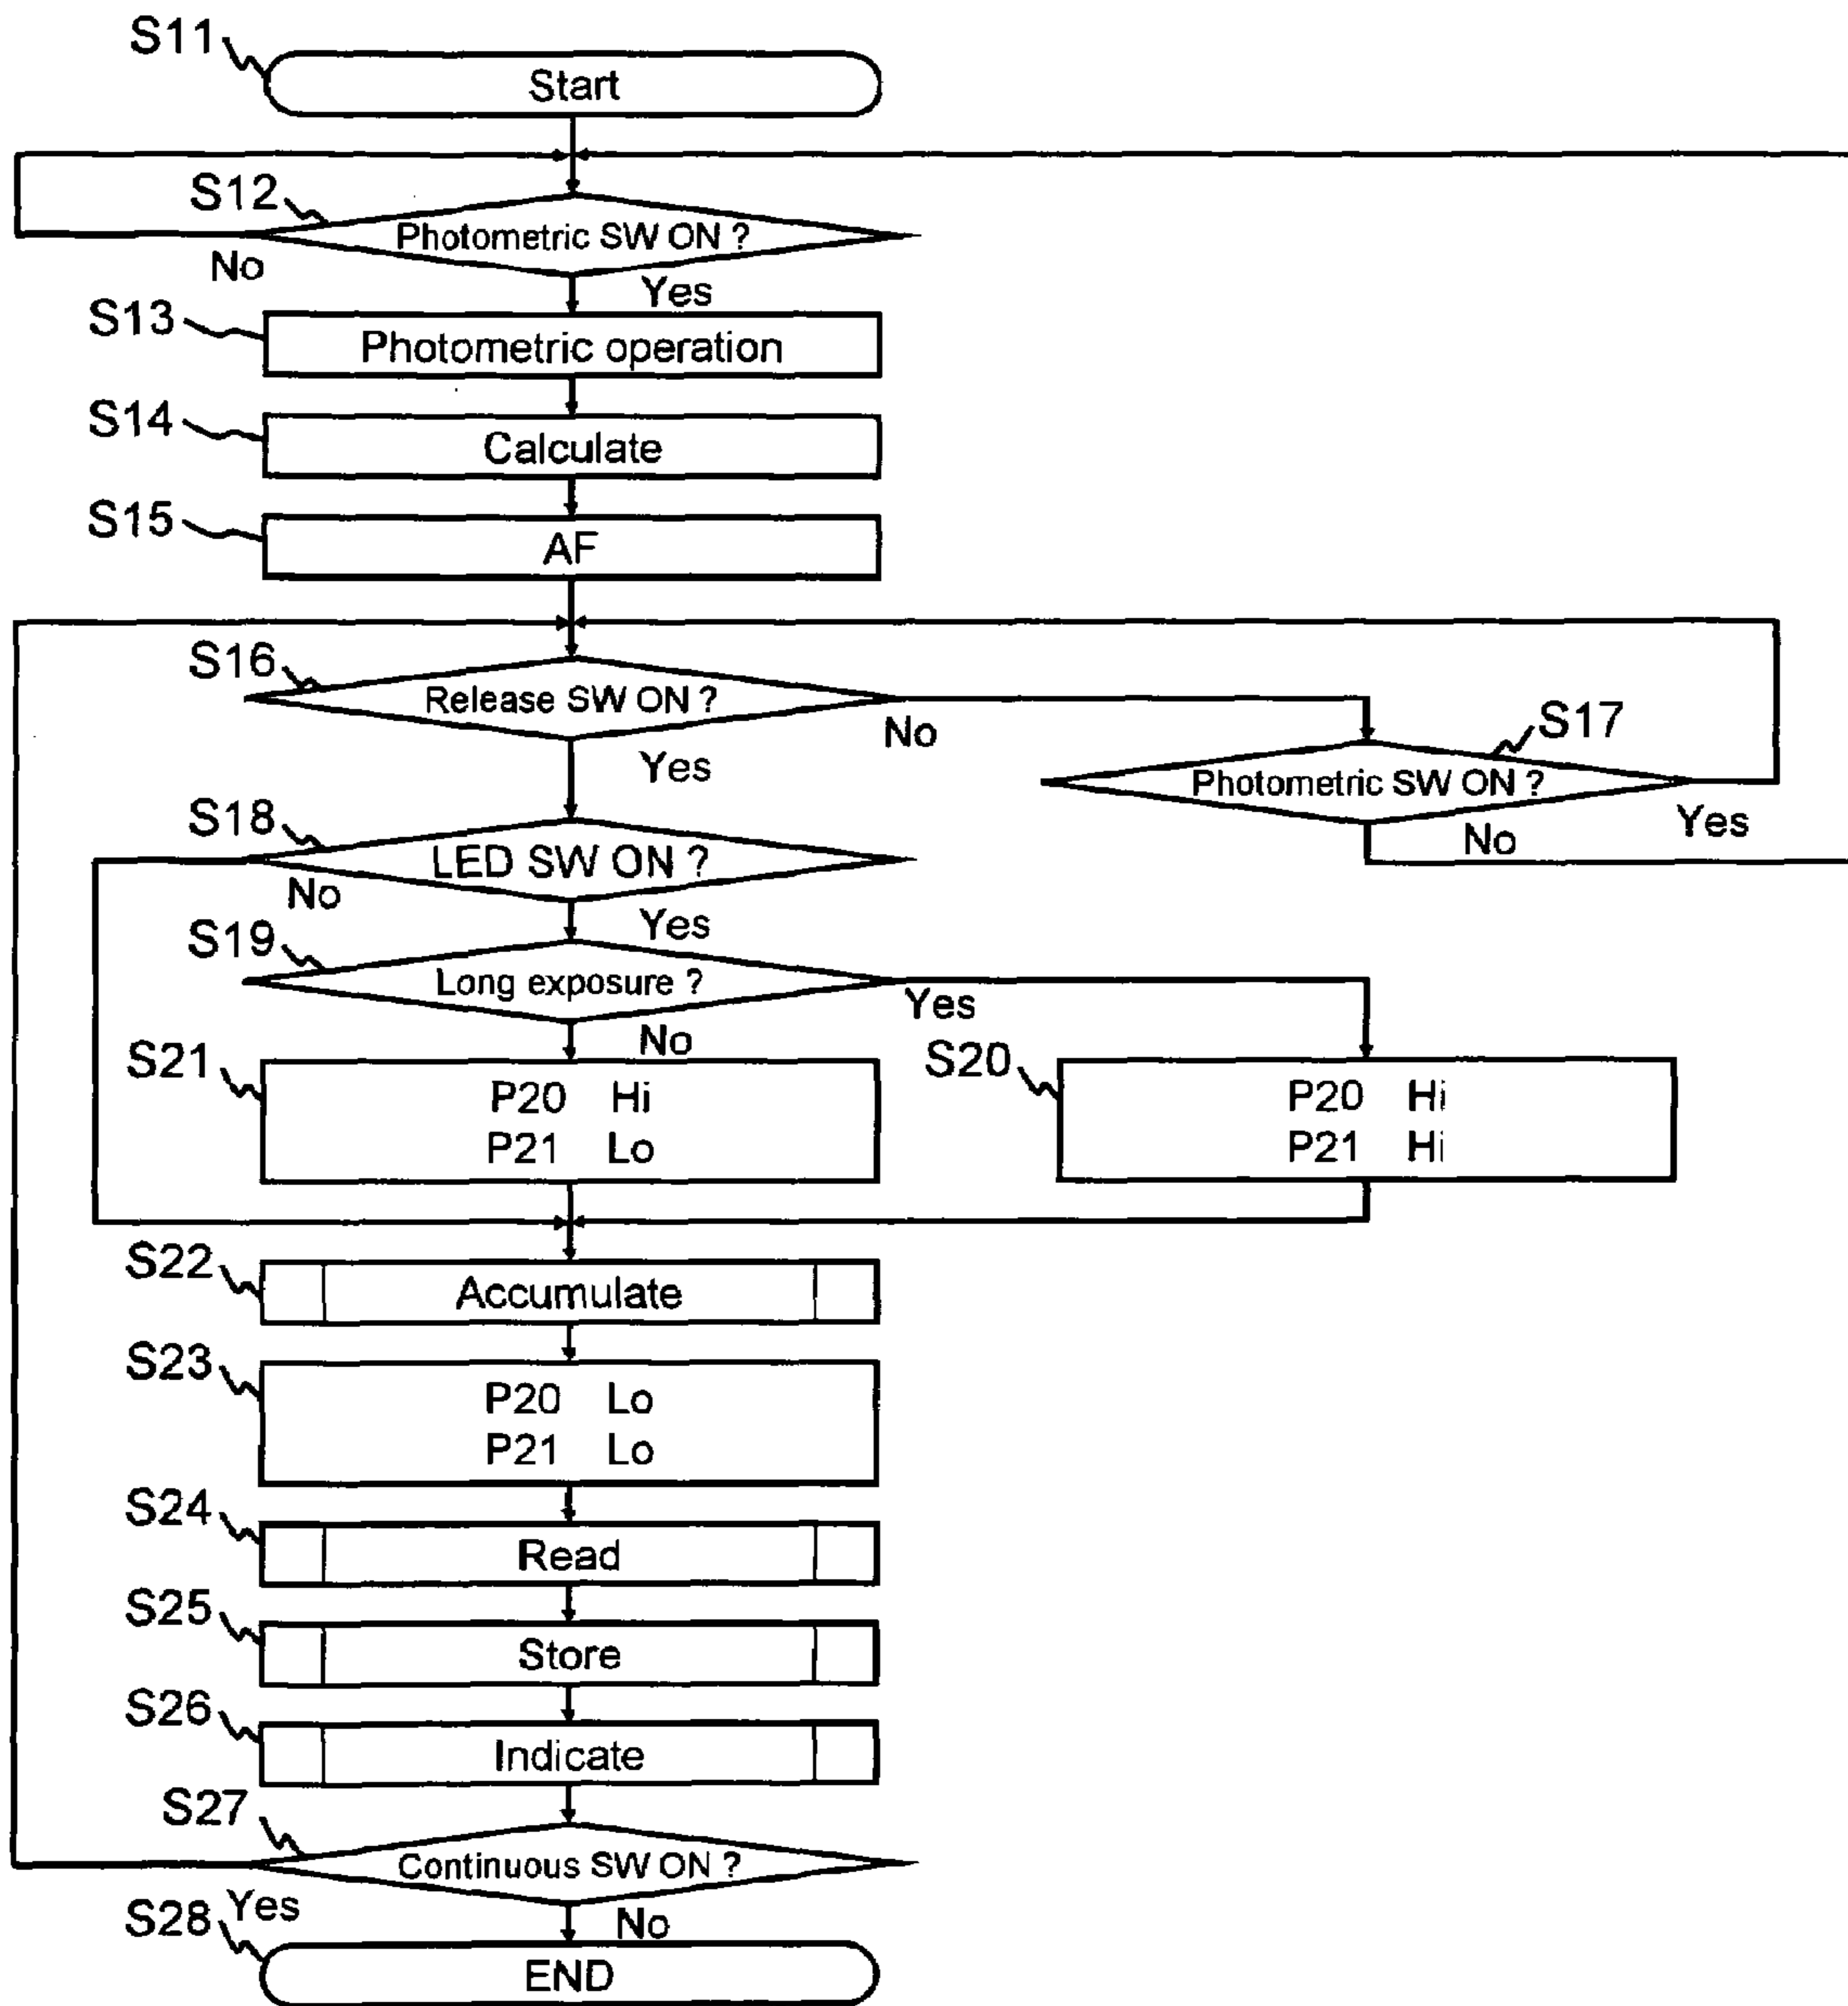 S11
Start
S12
Photometric SW ON ?
No
Yes
S13
Photometric operation
S14
Calculate
S15
AF
S16
Release SW ON ?
No
Yes
S17
Photometric SW ON ?
No
Yes
S18
LED SW ON ?
No
Yes
S19
Long exposure ?
Yes
No
S21
P20 Hi
P21 Lo
S20
P20 Hi
P21 Hi
S22
Accumulate
S23
P20 Lo
P21 Lo
S24
Read
S25
Store
S26
Indicate
S27
Continuous SW ON ?
Yes
No
S28
END